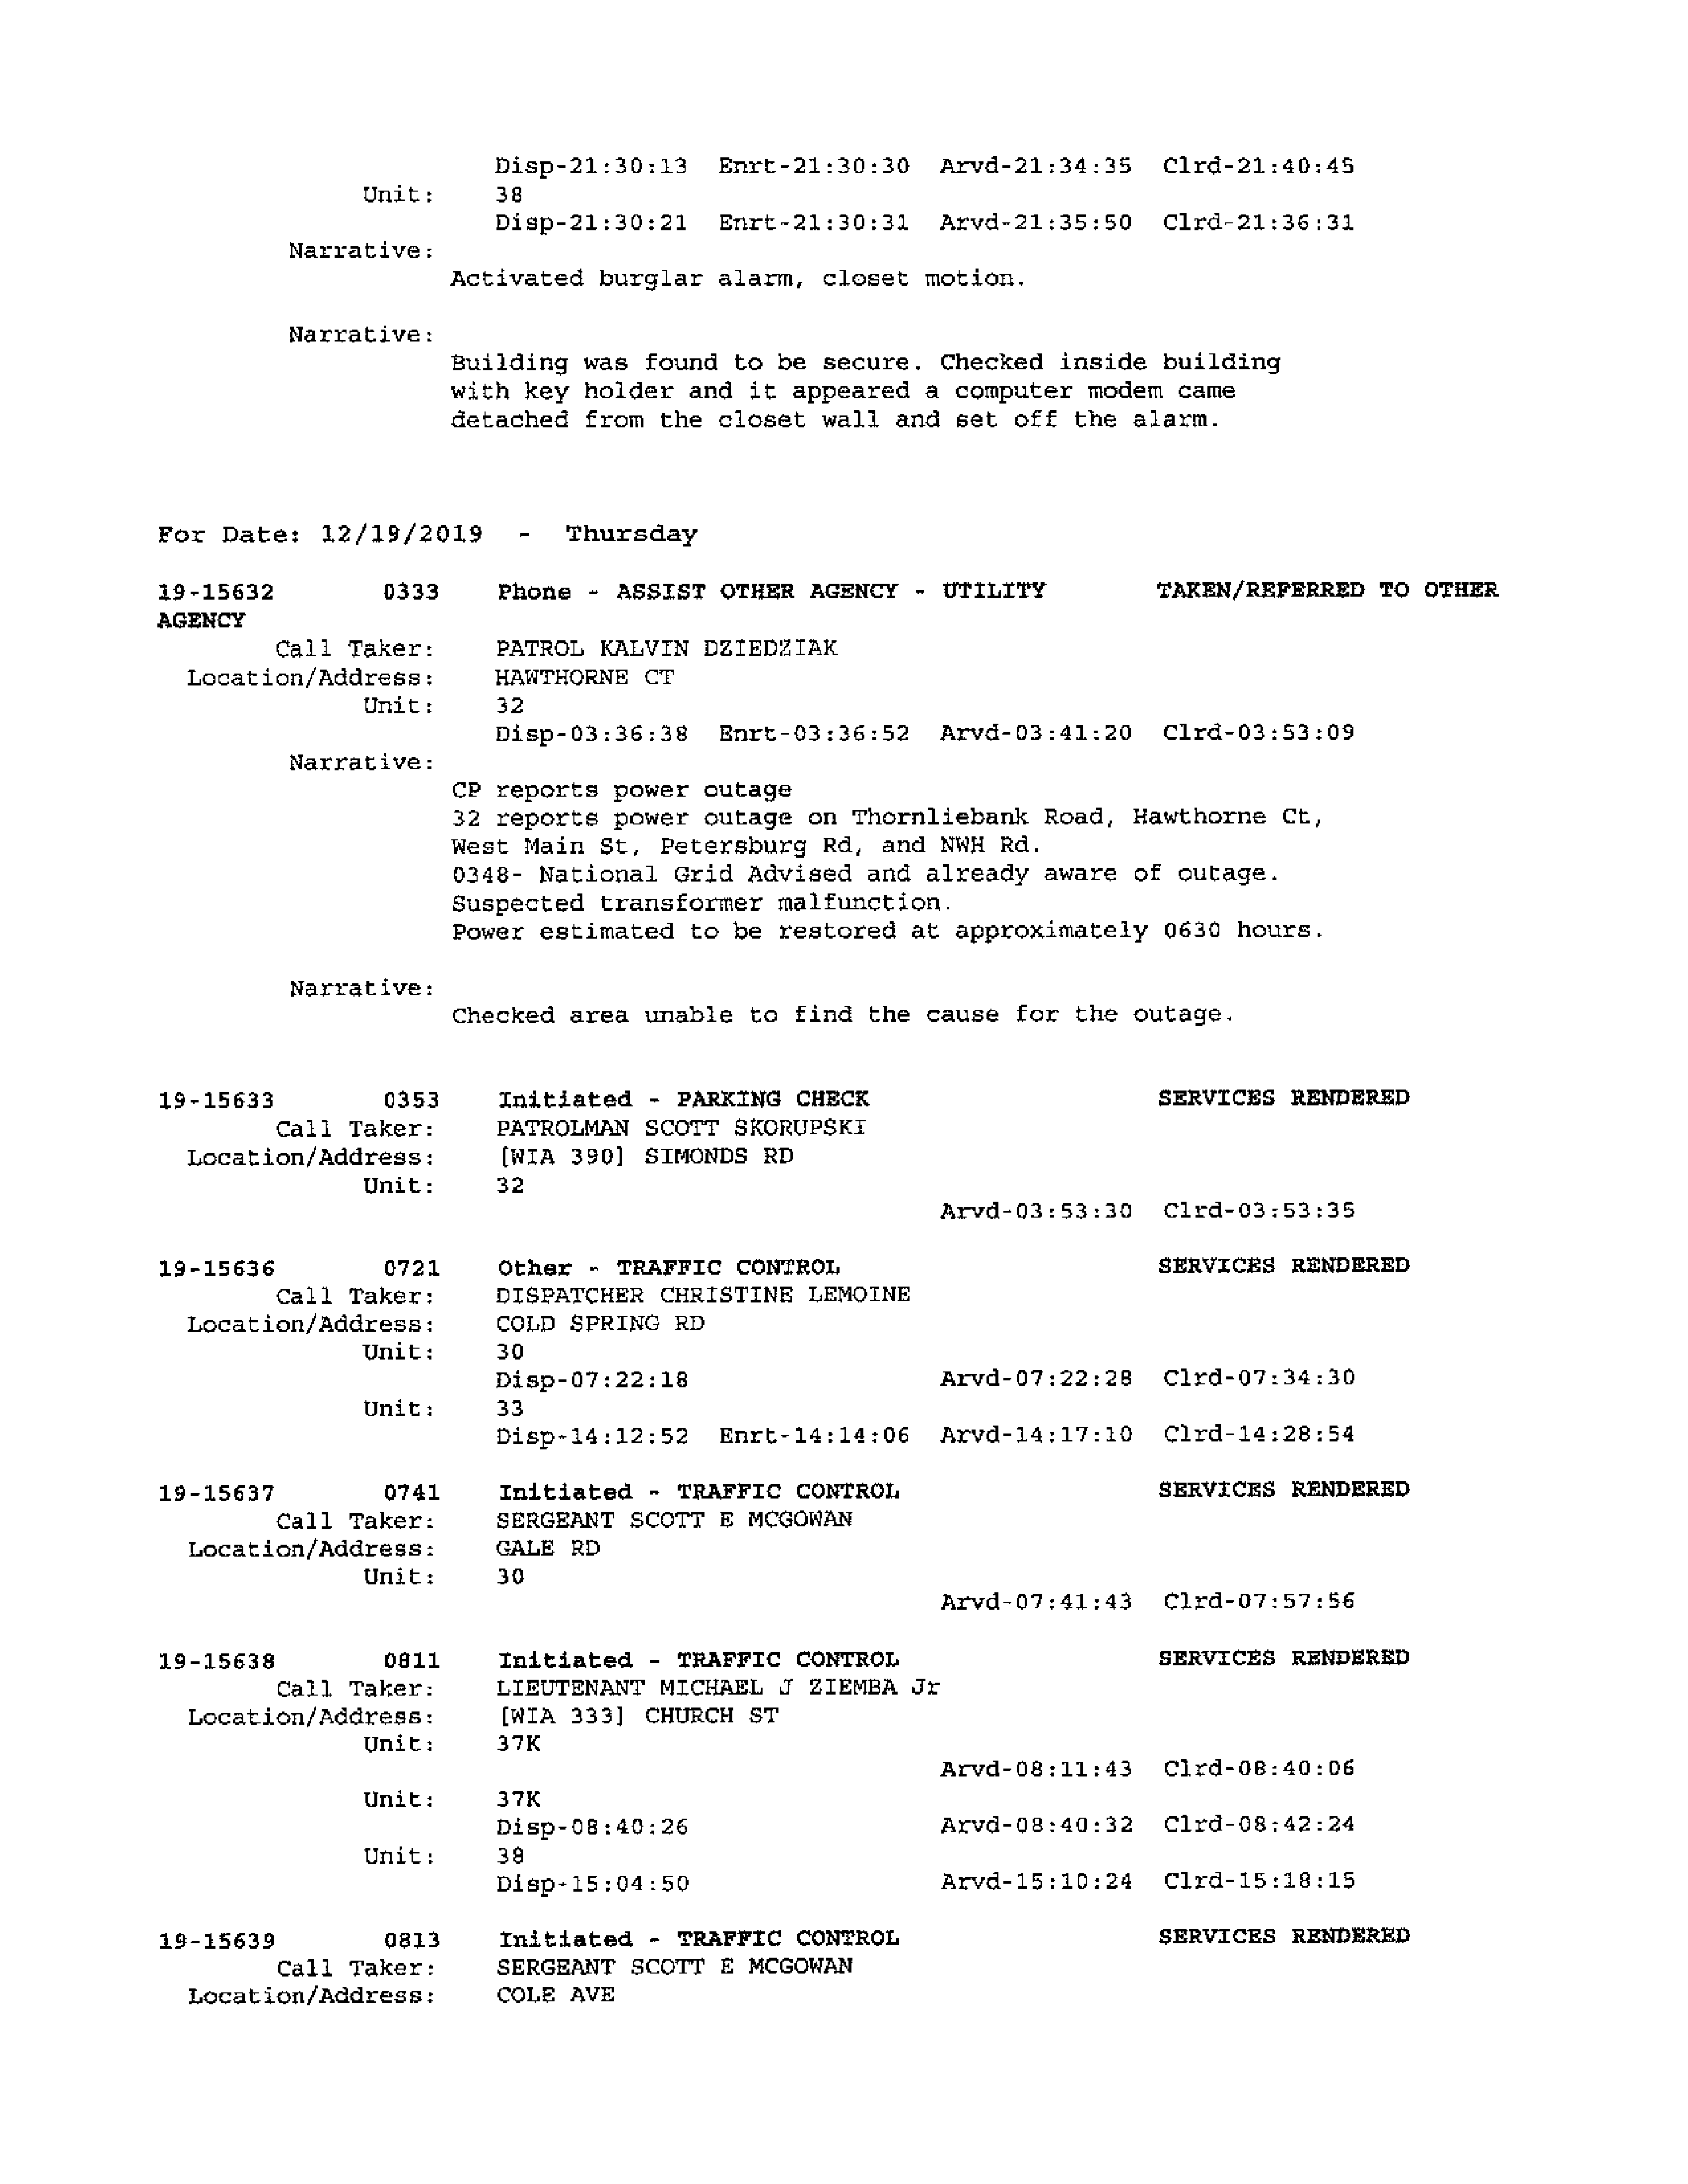 Disp-21:30:13 Enrt-21:30:30 Arvd-21:34:35 Clrd-21:40:45
Unit: 38
Disp-21:30:21 Enrt-21:30:31 Arvd-21:35:50 Clrd-21:36:31
Narrative:
Activated burglar alarm, closet motion.
Narrative:
Building was found to be secure. Checked inside building
with key holder and it appeared a computer modem came
detached from the closet wall and set off the alarm.
For Date: 12/19/2019 - Thursday
19-15632 0333 Phone - ASSIST OTHER AGENCY - UTILITY TAKEN/REFERRED TO OTHER
AGENCY
Call Taker: PATROL KALVIN DZIEDZIAK
Location/Address: HAWTHORNE CT
Unit: 32
Disp-03:36:38 Enrt-03:36:52 Arvd-03:41:20 Clrd-03:53:09
Narrative:
CP reports power outage
32 reports power outage on Thornliebank Road, Hawthorne Ct,
West Main St, Petersburg Rd, and NWH Rd.
0348- National Grid Advised and already aware of outage.
Suspected transformer malfunction.
Power estimated to be restored at approximately 0630 hours.
Narrative:
Checked area unable to find the cause for the outage.
19-15633 0353 Initiated - PARKING CHECK SERVICES RENDERED
Call Taker: PATROLMAN SCOTT SKORUPSKI
Location/Address: [WIA 390] SIMONDS RD
Unit: 32
Arvd-03:53:30 Clrd-03:53:35
19-15636 0721 Other - TRAFFIC CONTROL SERVICES RENDERED
Call Taker: DISPATCHER CHRISTINE LEMOINE
Location/Address: COLD SPRING RD
Unit: 30
Disp-07:22:18 Arvd-07:22:28 Clrd-07:34:30
Unit: 33
Disp-14:12:52 Enrt-14:14:06 Arvd-14:17:10 Clrd-14:28:54
19-15637 0741 Initiated - TRAFFIC CONTROL SERVICES RENDERED
Call Taker: SERGEANT SCOTT E MCGOWAN
Location/Address: GALE RD
Unit: 30
Arvd-07:41:43 Clrd-07:57:56
19-15638 0811 Initiated - TRAFFIC CONTROL SERVICES RENDERED
Call Taker: LIEUTENANT MICHAEL J ZIEMBA Jr
Location/Address: [WIA 333] CHURCH ST
Unit: 37K
Arvd-08:11:43 Clrd-08:40:06
Unit: 37K
Disp-08:40:26 Arvd-08:40:32 Clrd-08:42:24
Unit: 38
Disp-15:04:50 Arvd-15:10:24 Clrd-15:18:15
19-15639 0813 Initiated - TRAFFIC CONTROL SERVICES RENDERED
Call Taker: SERGEANT SCOTT E MCGOWAN
Location/Address: COLE AVE